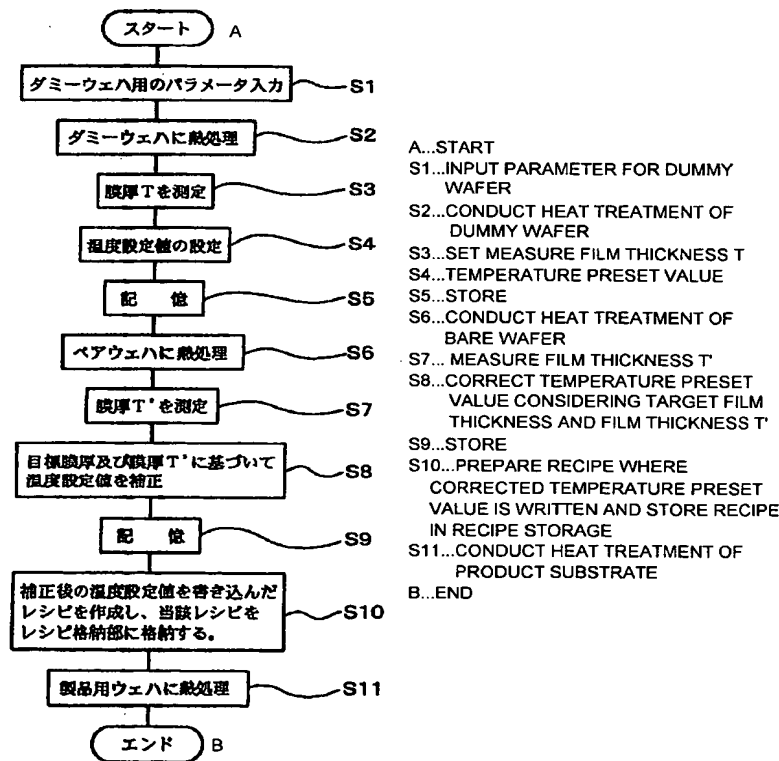 スタート A
ダミーウェハ用のパラメータ入力 S1
ダミーウェハに熱処理 S2
膜厚Tを測定 S3
温度設定値の設定 S4
記 憶 S5
ベアウェハに熱処理 S6
膜厚T'を測定 S7
目標膜厚及び膜厚T'に基づいて
温度設定値を補正 S8
記 憶 S9
補正後の温度設定値を書き込んだ
レシピを作成し、当該レシピを S10
レシピ格納部に格納する。
製品用ウェハに熱処理 S11
エンド B
A...START
S1...INPUT PARAMETER FOR DUMMY
WAFER
S2...CONDUCT HEAT TREATMENT OF
DUMMY WAFER
S3...SET MEASURE FILM THICKNESS T
S4...TEMPERATURE PRESET VALUE
S5...STORE
S6...CONDUCT HEAT TREATMENT OF
BARE WAFER
S7... MEASURE FILM THICKNESS T'
S8...CORRECT TEMPERATURE PRESET
VALUE CONSIDERING TARGET FILM
THICKNESS AND FILM THICKNESS T'
S9...STORE
S10...PREPARE RECIPE WHERE
CORRECTED TEMPERATURE PRESET
VALUE IS WRITTEN AND STORE RECIPE
IN RECIPE STORAGE
S11...CONDUCT HEAT TREATMENT OF
PRODUCT SUBSTRATE
B...END